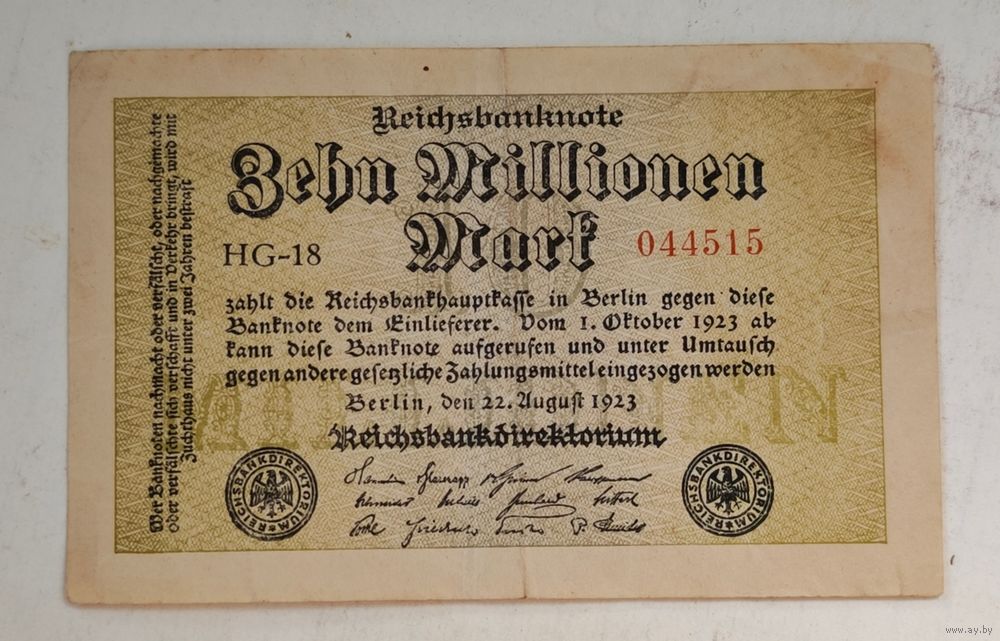 Reichsbanknote
Zehn Millionen
Mark
HG-18
044515
zahlt die Reichsbankhauptkasse in Berlin gegen diese
Banknote dem Einlieferer. Vom 1. Oktober 1923 ab
kann diese Banknote aufgerufen und unter Umtausch
gegen andere gesetzliche Zahlungsmittel eingezogen werden
Berlin, den 22. August 1923
Reichsbankdirektorium
Wer Banknoten nachmacht oder verfälscht, oder nachgemachte
oder verfälschte sich verschafft und in Verkehr bringt, wird mit
Zuchthaus nicht unter zwei Jahren bestraft
REICHSBANKDIREKTORIUM
REICHSBANKDIREKTORIUM
www.ay.by